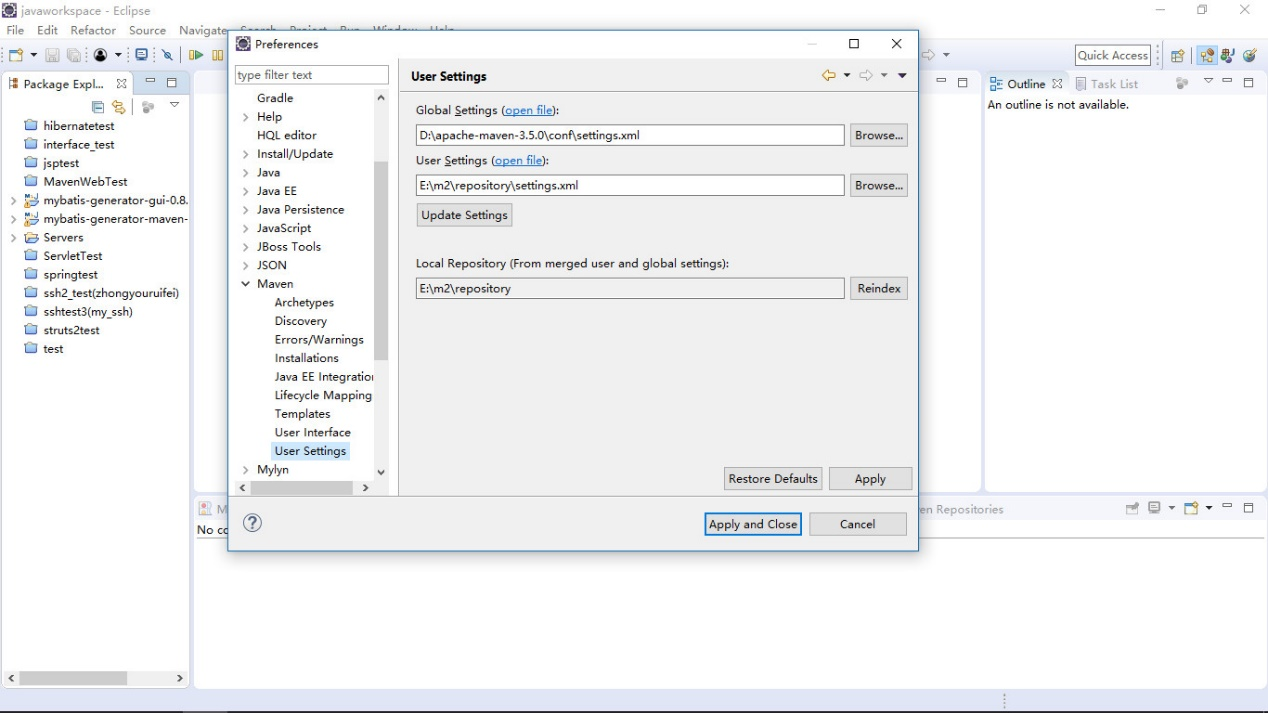 javaworkspace - Eclipse
File Edit Refactor Source Navigate
Quick Access
Package Expl...
hibernatetest
interface_test
jsptest
MavenWebTest
mybatis-generator-gui-0.8.
mybatis-generator-maven-
Servers
ServletTest
springtest
ssh2_test(zhongyouruifei)
sshtest3(my_ssh)
struts2test
test
Preferences
type filter text
Gradle
Help
HQL editor
Install/Update
Java
Java EE
Java Persistence
JavaScript
JBoss Tools
JSON
Maven
Archetypes
Discovery
Errors/Warnings
Installations
Java EE Integration
Lifecycle Mapping
Templates
User Interface
User Settings
Mylyn
User Settings
Global Settings (open file):
D:\apache-maven-3.5.0\conf\settings.xml
Browse...
User Settings (open file):
E:\m2\repository\settings.xml
Browse...
Update Settings
Local Repository (From merged user and global settings):
E:\m2\repository
Reindex
Restore Defaults
Apply
Apply and Close
Cancel
Outline
Task List
An outline is not available.
M
en Repositories
No co